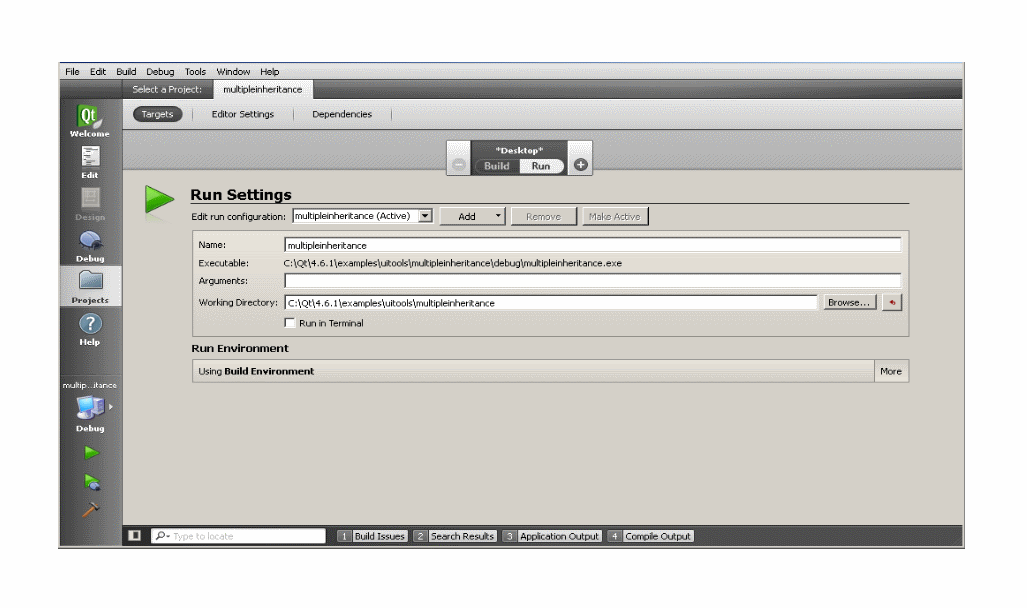 File Edit Build Debug Tools Window Help
Select a Project: multipleinheritance
Targets Editor Settings Dependencies
Qt
Welcome
Edit
Design
Debug
Projects
Help
*Desktop*
Build Run
Run Settings
Edit run configuration: multipleinheritance (Active) Add Remove Make Active
Name: multipleinheritance
Executable: C:\Qt\4.6.1\examples\uitools\multipleinheritance\debug\multipleinheritance.exe
Arguments:
Working Directory: C:\Qt\4.6.1\examples\uitools\multipleinheritance Browse...
Run in Terminal
Run Environment
Using Build Environment More
multip...itance
Debug
Type to locate 1 Build Issues 2 Search Results 3 Application Output 4 Compile Output